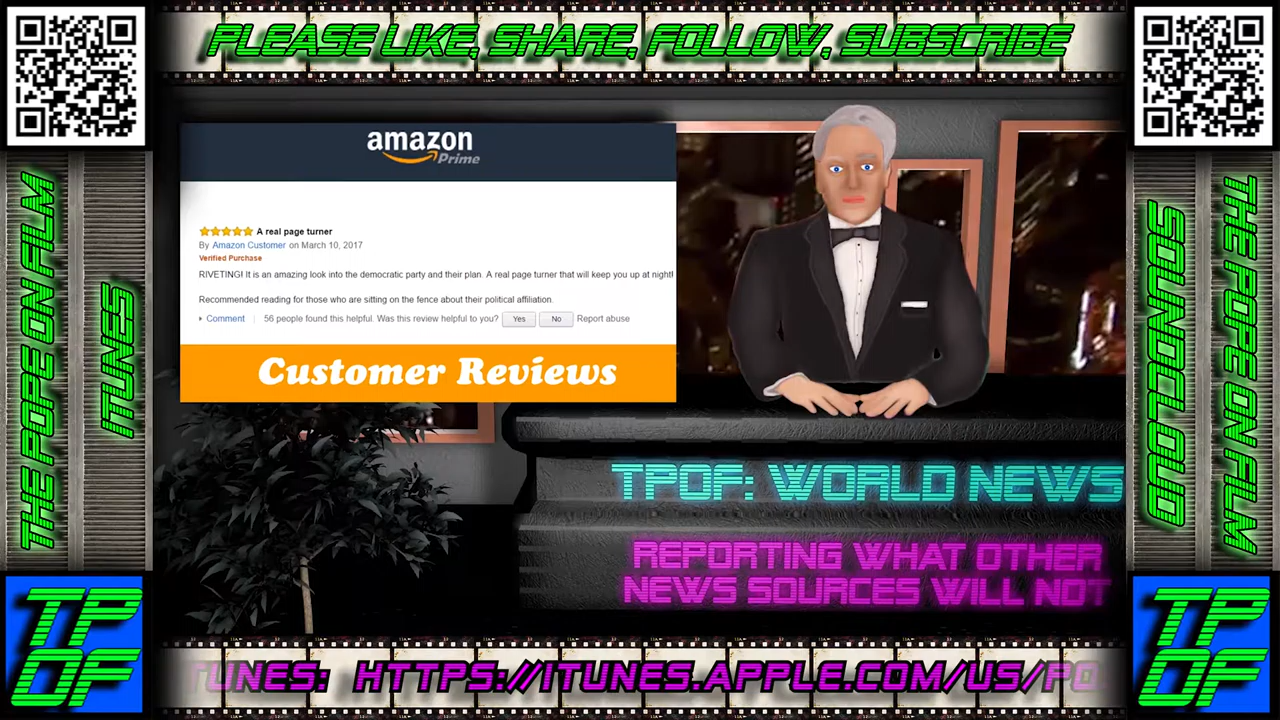 PLEASE LIKE, SHARE, FOLLOW, SUBSCRIBE
amazon
Prime
A real page turner
By Amazon Customer on March 10, 2017
Verified Purchase
RIVETING! It is an amazing look into the democratic party and their plan. A real page turner that will keep you up at night!
Recommended reading for those who are sitting on the fence about their political affiliation.
Comment | 56 people found this helpful. Was this review helpful to you? Yes No Report abuse
Customer Reviews
THE POPE ON FILM
ITUNES
SOUNDCLOUD
THE POPE ON FILM
TPOF: WORLD NEWS
REPORTING WHAT OTHER
NEWS SOURCES WILL NOT
TP
OF
TP
OF
TUNES: HTTPS://ITUNES.APPLE.COM/US/PO